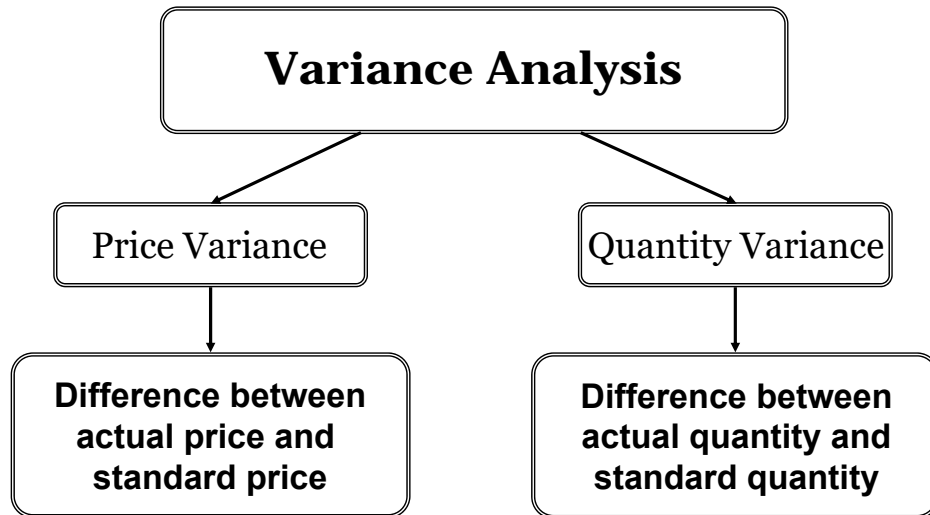 Variance Analysis
Price Variance
Quantity Variance
Difference between
actual price and
standard price
Difference between
actual quantity and
standard quantity